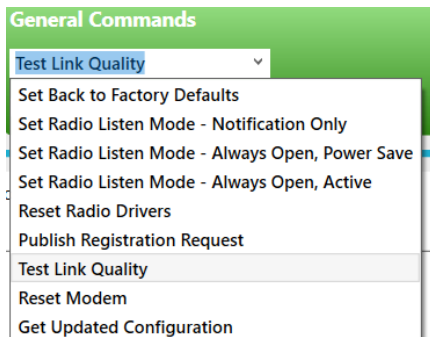 General Commands
Test Link Quality
Set Back to Factory Defaults
Set Radio Listen Mode - Notification Only
Set Radio Listen Mode - Always Open, Power Save
Set Radio Listen Mode - Always Open, Active
Reset Radio Drivers
Publish Registration Request
Test Link Quality
Reset Modem
Get Updated Configuration